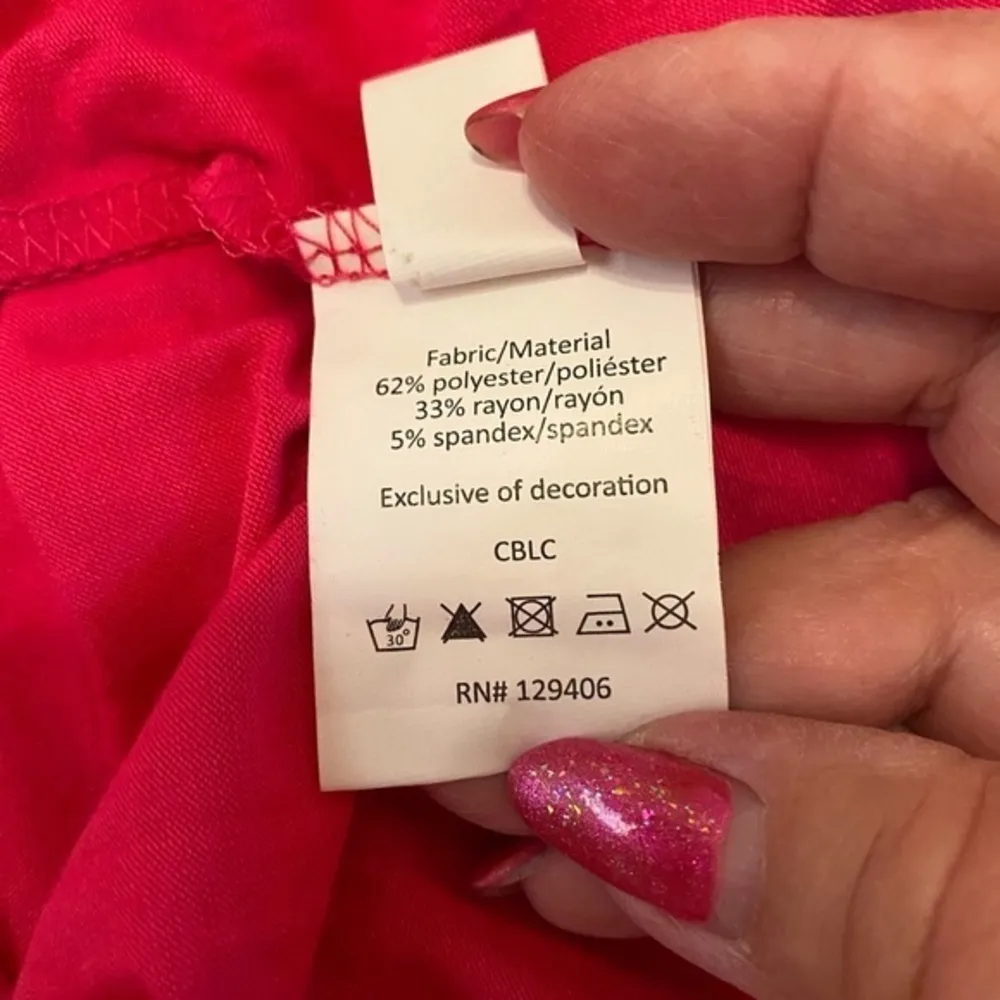 Fabric/Material
62% polyester/poliéster
33% rayon/rayón
5% spandex/spandex
Exclusive of decoration
CBLC
30°
RN# 129406